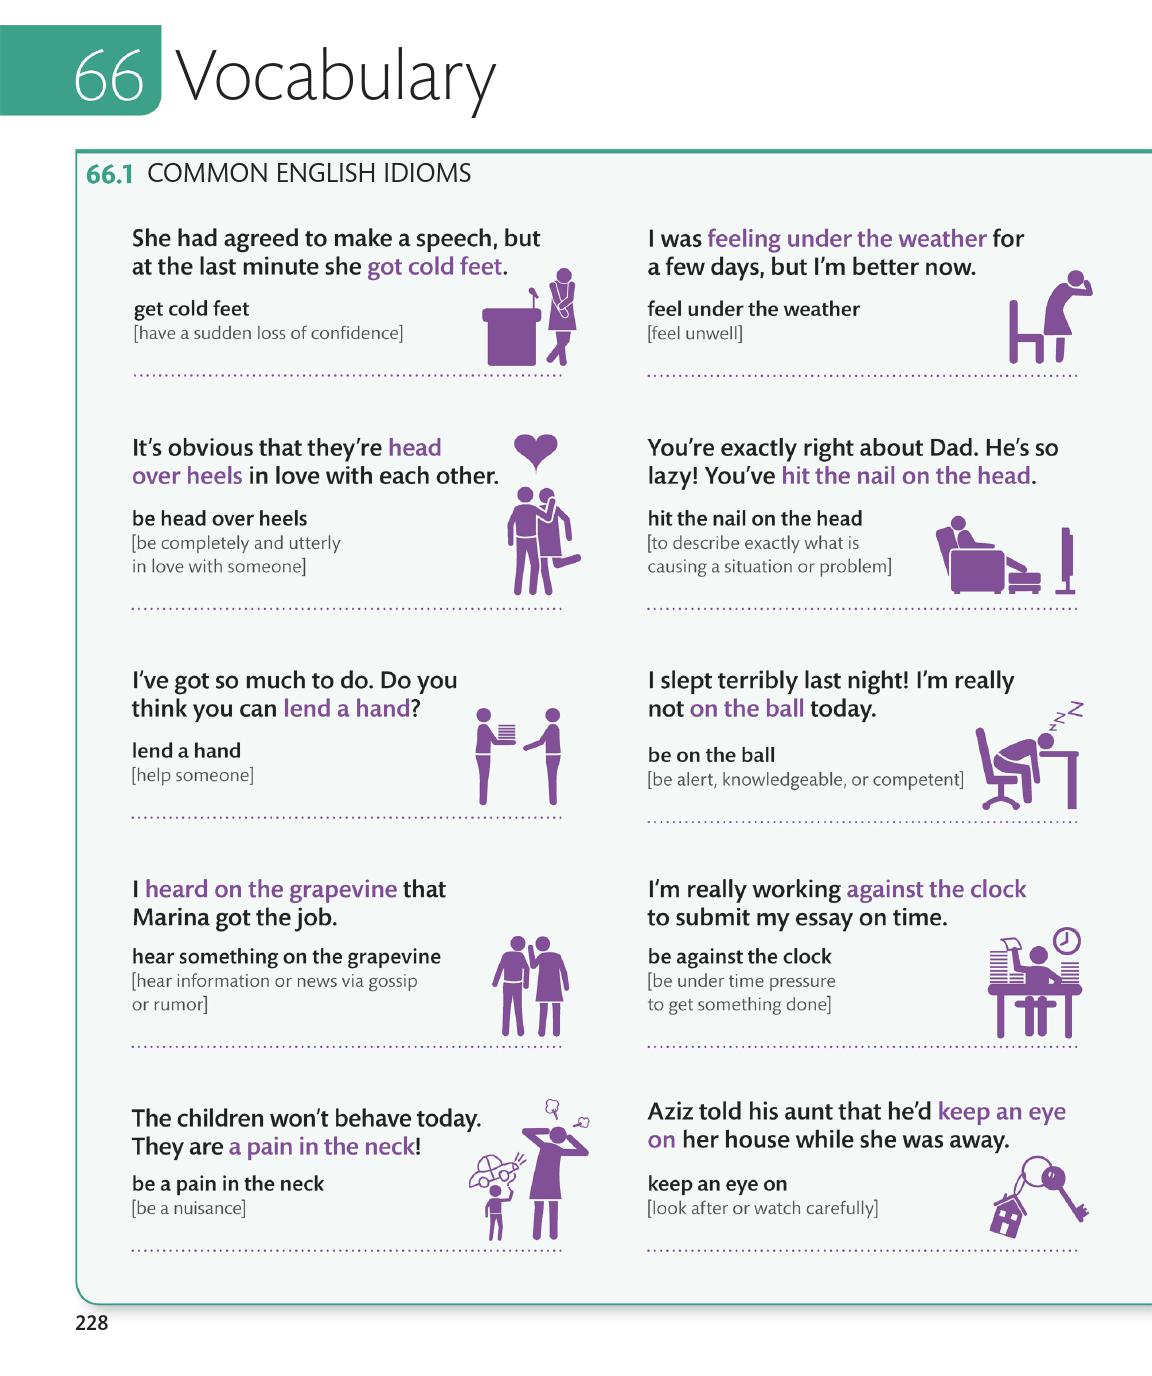 66 Vocabulary
66.1 COMMON ENGLISH IDIOMS
She had agreed to make a speech, but
at the last minute she got cold feet.
get cold feet
[have a sudden loss of confidence]
I was feeling under the weather for
a few days, but I'm better now.
feel under the weather
[feel unwell]
It's obvious that they're head
over heels in love with each other.
be head over heels
[be completely and utterly
in love with someone]
You're exactly right about Dad. He's so
lazy! You've hit the nail on the head.
hit the nail on the head
[to describe exactly what is
causing a situation or problem]
I've got so much to do. Do you
think you can lend a hand?
lend a hand
[help someone]
I slept terribly last night! I'm really
not on the ball today.
be on the ball
[be alert, knowledgeable, or competent]
z z Z
I heard on the grapevine that
Marina got the job.
hear something on the grapevine
[hear information or news via gossip
or rumor]
I'm really working against the clock
to submit my essay on time.
be against the clock
[be under time pressure
to get something done]
The children won't behave today.
They are a pain in the neck!
be a pain in the neck
[be a nuisance]
Aziz told his aunt that he'd keep an eye
on her house while she was away.
keep an eye on
[look after or watch carefully]
228